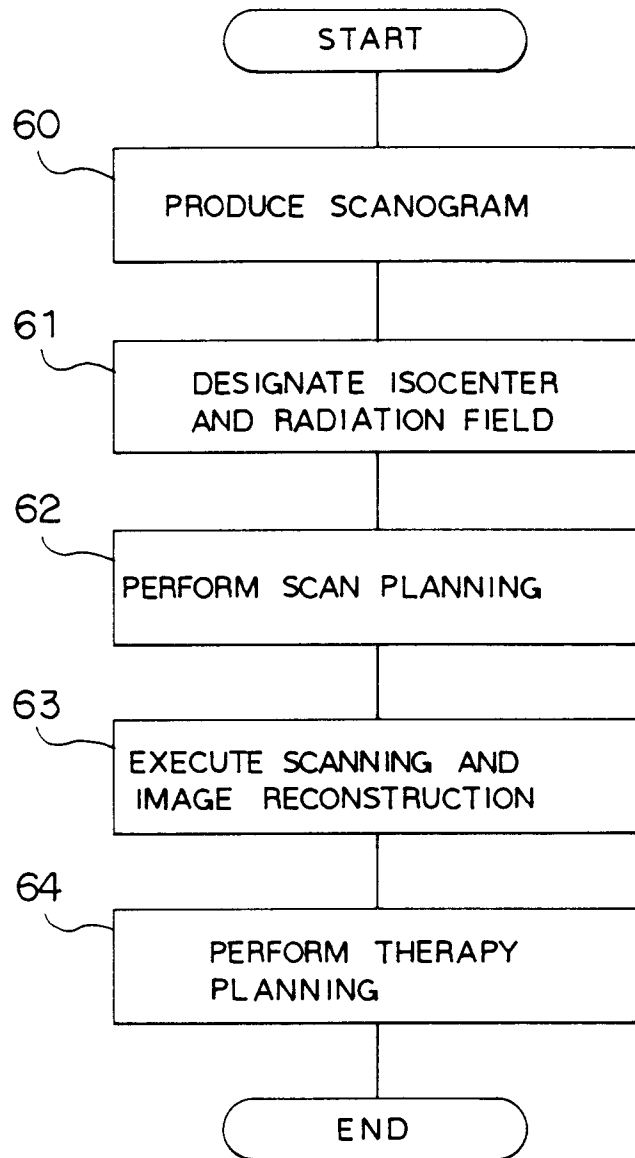 START
60
PRODUCE SCANOGRAM
61
DESIGNATE ISOCENTER
AND RADIATION FIELD
62
PERFORM SCAN PLANNING
63
EXECUTE SCANNING AND
IMAGE RECONSTRUCTION
64
PERFORM THERAPY
PLANNING
END